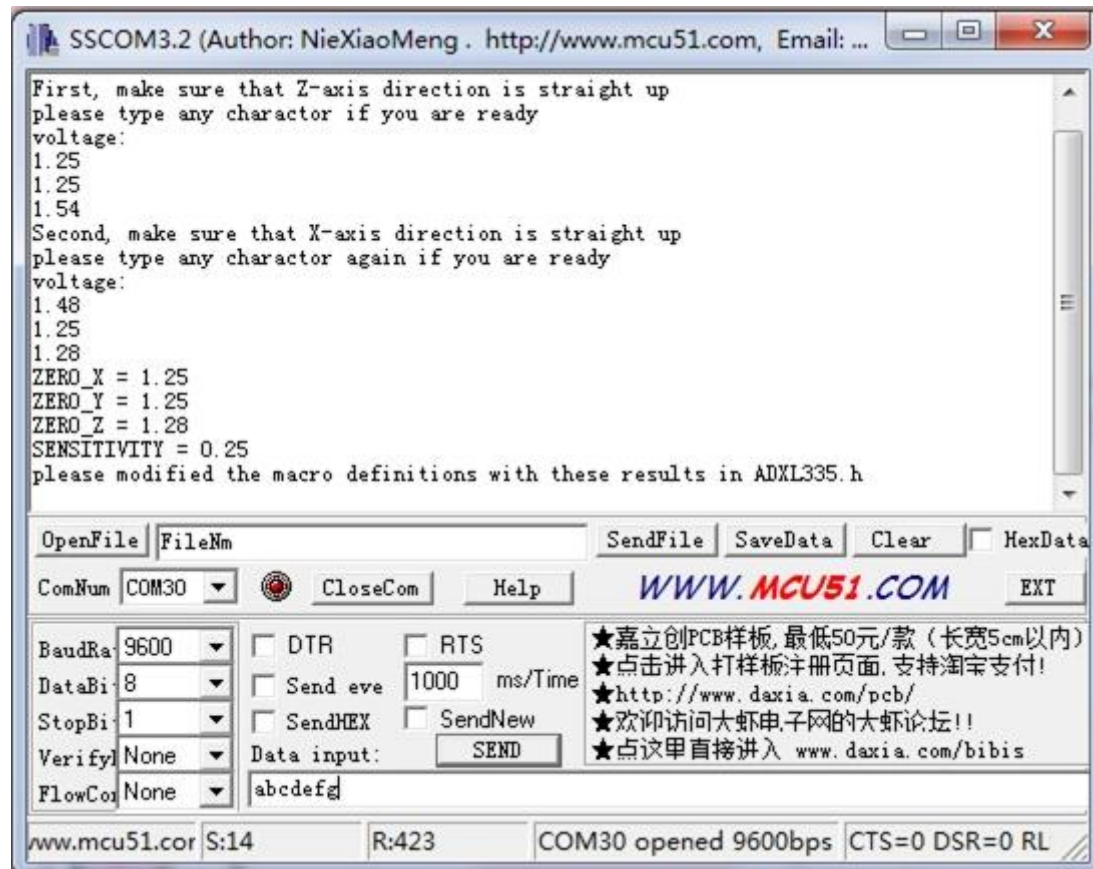 SSCOM3.2 (Author: NieXiaoMeng . http://www.mcu51.com, Email: ...
First, make sure that Z-axis direction is straight up
please type any charactor if you are ready
voltage:
1.25
1.25
1.54
Second, make sure that X-axis direction is straight up
please type any charactor again if you are ready
voltage:
1.48
1.25
1.28
ZERO_X = 1.25
ZERO_Y = 1.25
ZERO_Z = 1.28
SENSITIVITY = 0.25
please modified the macro definitions with these results in ADXL335.h
OpenFile FileNm SendFile SaveData Clear HexData
ComNum COM30 CloseCom Help WWW.MCU51.COM EXT
BaudRa 9600 DTR RTS
DataBi 8 Send eve 1000 ms/Time
StopBi 1 SendHEX SendNew
Verify None Data input: SEND
FlowCo None abcdefg
★嘉立创PCB样板,最低50元/款（长宽5cm以内)
★点击进入打样板注册页面,支持淘宝支付!
★http://www.daxia.com/pcb/
★欢迎访问大虾电子网的大虾论坛!!
★点这里直接进入 www.daxia.com/bibis
www.mcu51.cor S:14 R:423 COM30 opened 9600bps CTS=0 DSR=0 RL